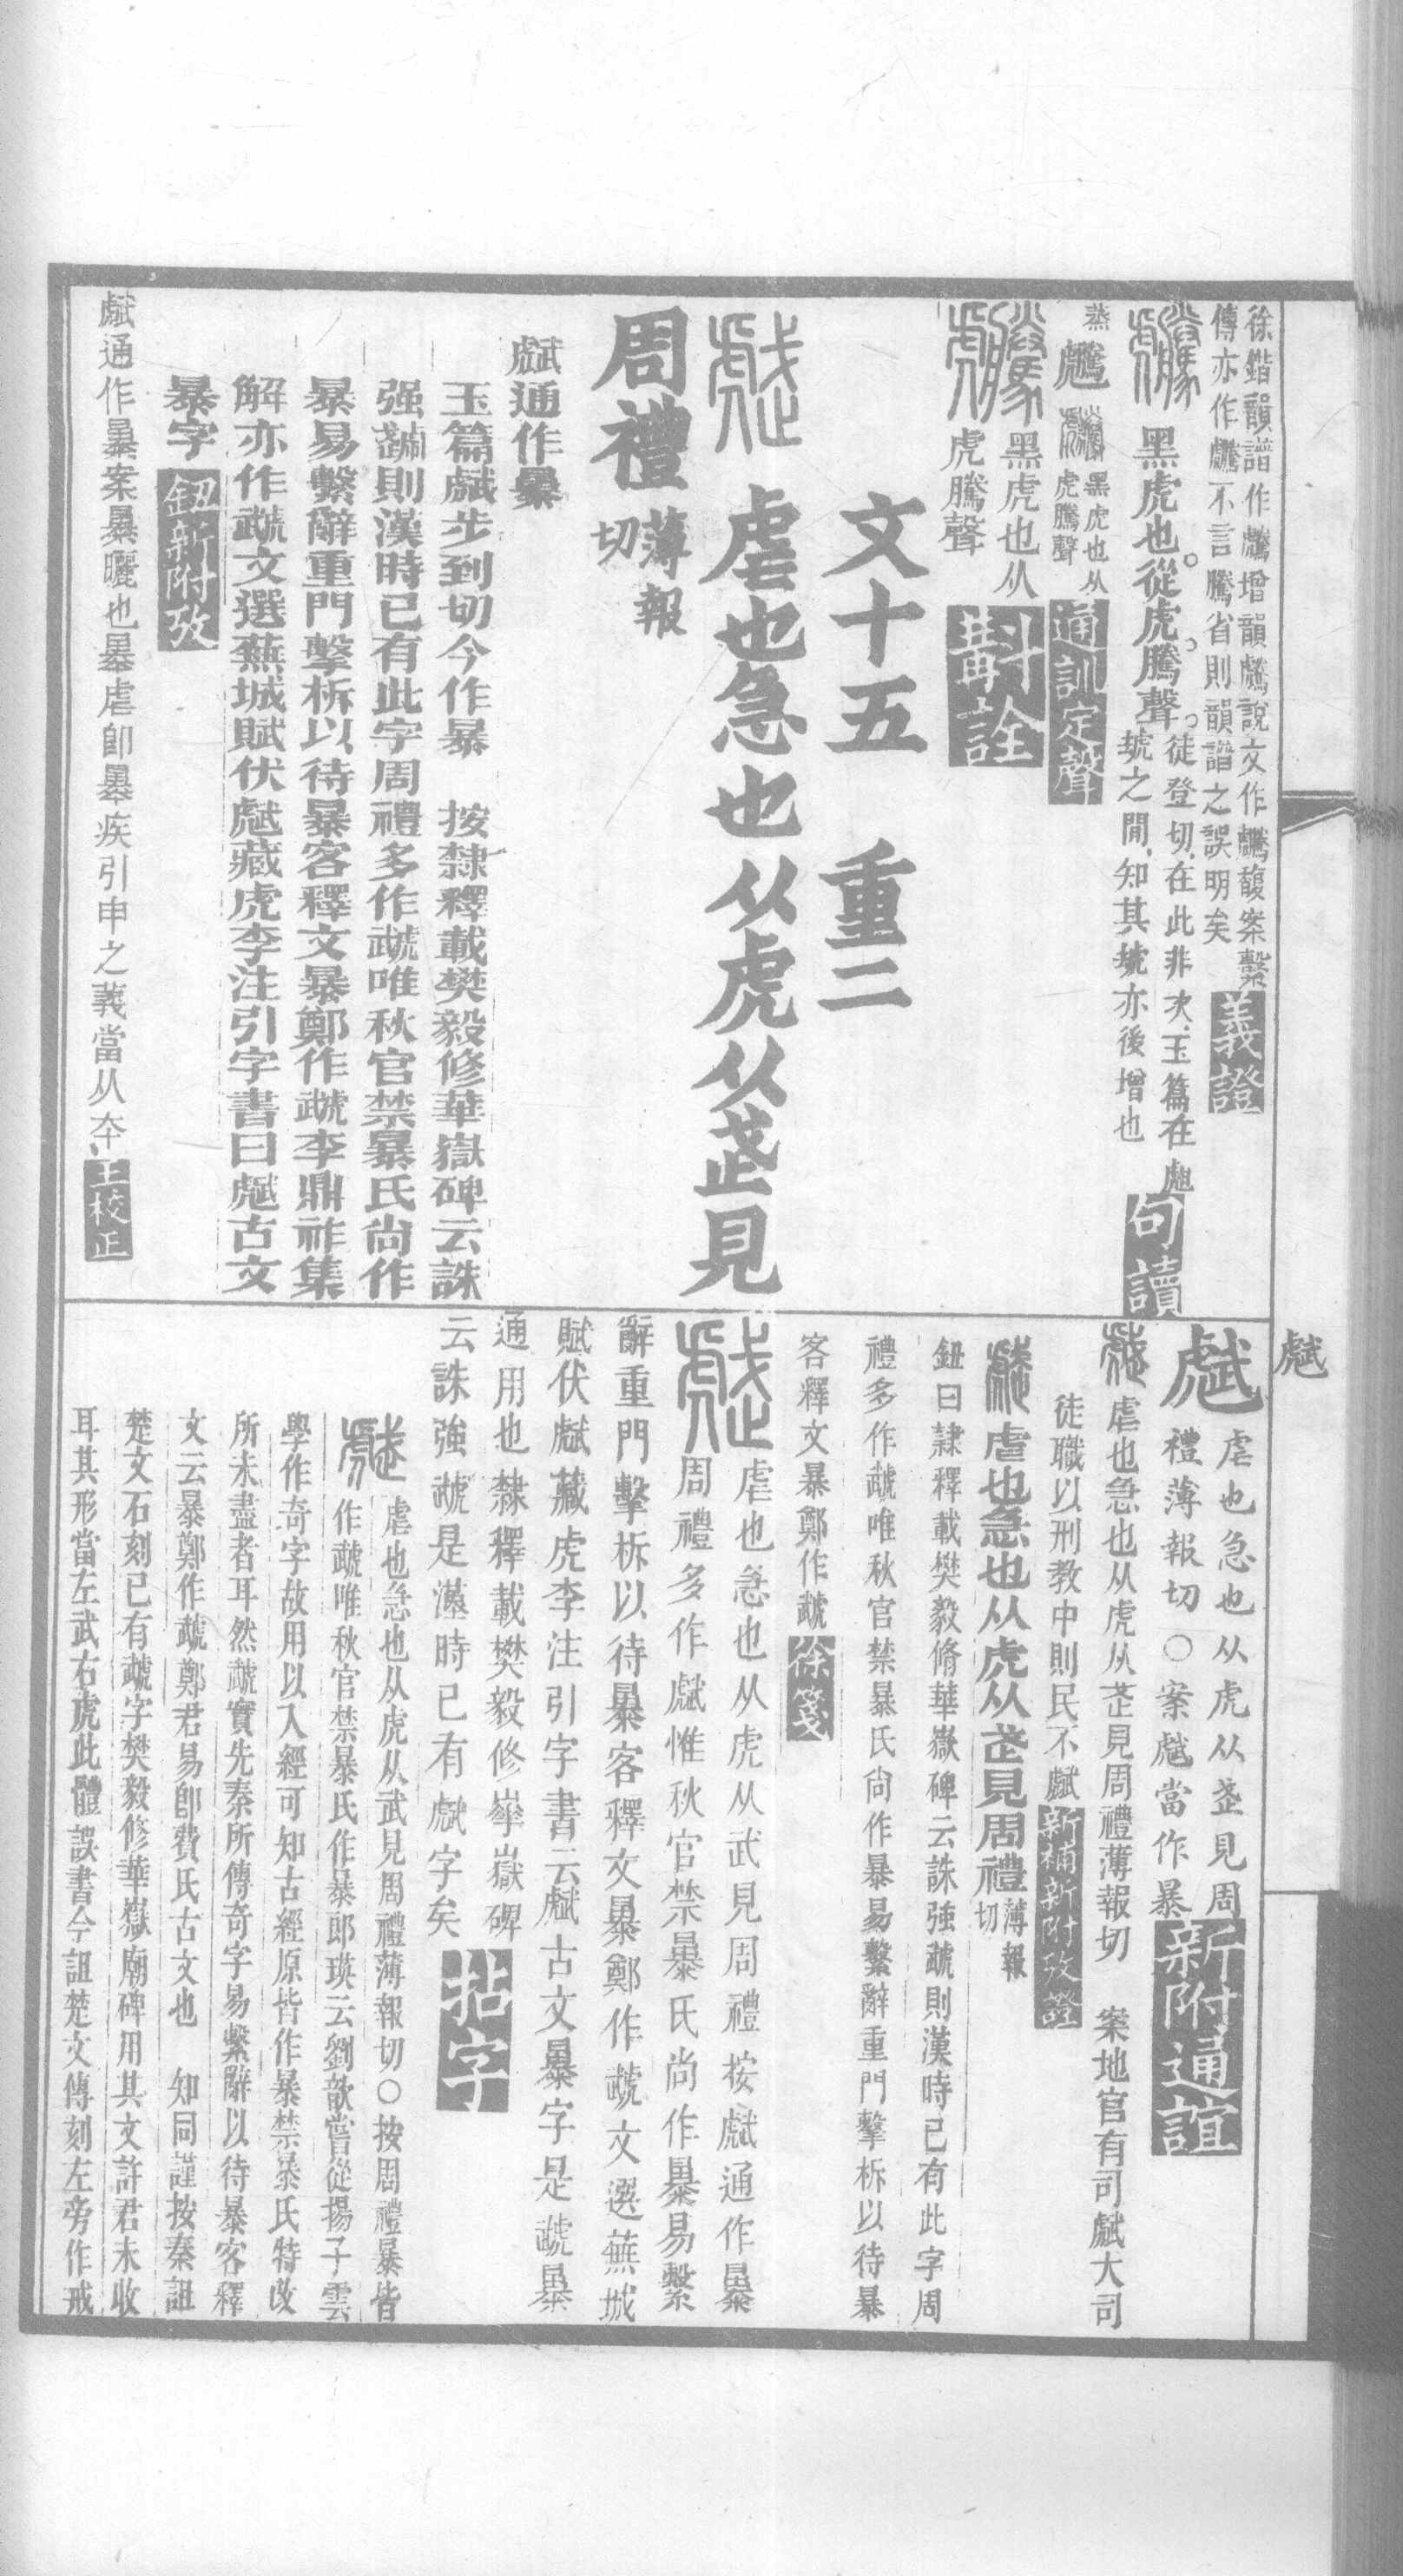 徐鍇韻譜作䖘增韻䖘說文作䖘馥案繫
傳亦作䖘不言騰省則韻譜之誤明矣
義證
黑虎也。從虎。騰聲。
徒登切、在此非次、玉篇在彪
號之閒、知其號亦後增也
句讀
蒸
黑虎也从
虎騰聲
通訓定聲
黑虎也从
虎騰聲
斠詮
文十五 重二
虐也急也从虎从武見
周禮
薄報
切
虣通作暴
玉篇虣步到切今作暴 按隸釋載樊毅修華嶽碑云誅
强虣則漢時已有此字周禮多作虣唯秋官禁暴氏尚作
暴易繫辭重門擊柝以待暴客釋文暴鄭作虣李鼎祚集
解亦作虣文選蕪城賦伏虣藏虎李注引字書曰虣古文
暴字
鈕新附攷
虣通作暴案暴曬也暴虐卽暴疾引申之義當从夲
王校正
虣
虐也急也从虎从武見周
禮薄報切○案虣當作暴
新附通誼
虐也急也从虎从武見周禮薄報切 案地官有司虣大司
徒職以刑教中則民不虣
新補新附攷證
虐也急也从虎从武見周禮
薄報
切
鈕曰隸釋載樊毅脩華嶽碑云誅強虣則漢時已有此字周
禮多作虣唯秋官禁暴氏尙作暴易繫辭重門擊柝以待暴
客釋文暴鄭作虣
徐箋
虐也急也从虎从武見周禮按虣通作暴
周禮多作虣惟秋官禁暴氏尚作暴易繫
辭重門擊柝以待暴客釋文暴鄭作虣文選蕪城
賦伏虣藏虎李注引字書云虣古文暴字是虣暴
通用也隸釋載樊毅修崋嶽碑
云誅強虣是漢時已有虣字矣
拈字
虐也急也从虎从武見周禮薄報切○按周禮暴皆
作虣唯秋官禁暴氏作暴郎瑛云劉歆嘗從揚子雲
學作奇字故用以入經可知古經原皆作暴禁暴氏特改
所未盡者耳然虣實先秦所傳奇字易繫辭以待暴客釋
文云暴鄭作虣鄭君易卽費氏古文也 知同謹按秦詛
楚文石刻已有虣字樊毅修華嶽廟碑用其文許君未收
耳其形當左武右虎此體誤書今詛楚文傳刻左旁作戒
虣